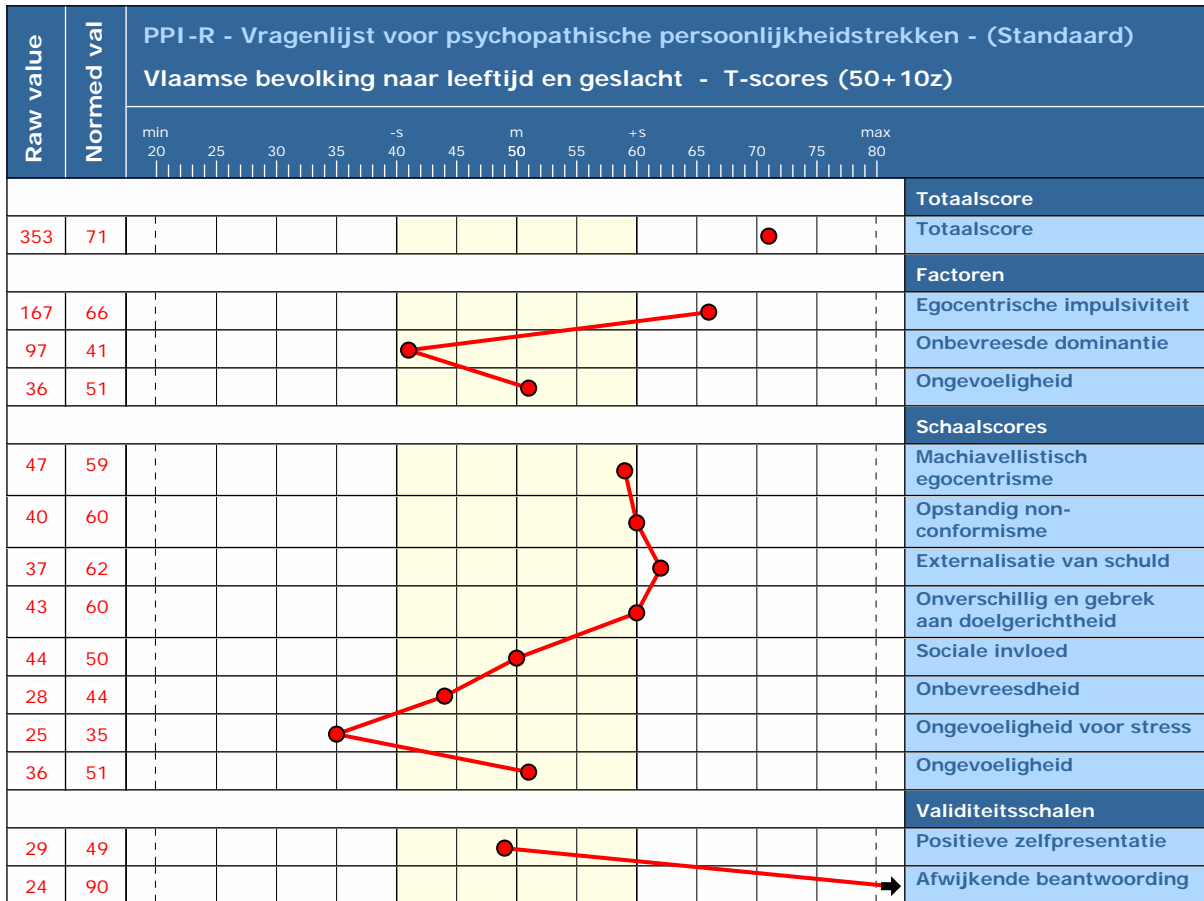 Raw value
Normed val
PPI-R - Vragenlijst voor psychopathische persoonlijkheidstrekken - (Standaard)
Vlaamse bevolking naar leeftijd en geslacht - T-scores (50+10z)
min -s m +s max
20 25 30 35 40 45 50 55 60 65 70 75 80
Totaalscore
353 71 Totaalscore
Factoren
167 66 Egocentrische impulsiviteit
97 41 Onbevreesde dominantie
36 51 Ongevoeligheid
Schaalscores
47 59 Machiavellistisch
egocentrisme
40 60 Opstandig non-
conformisme
37 62 Externalisatie van schuld
43 60 Onverschillig en gebrek
aan doelgerichtheid
44 50 Sociale invloed
28 44 Onbevreesdheid
25 35 Ongevoeligheid voor stress
36 51 Ongevoeligheid
Validiteitsschalen
29 49 Positieve zelfpresentatie
24 90 Afwijkende beantwoording